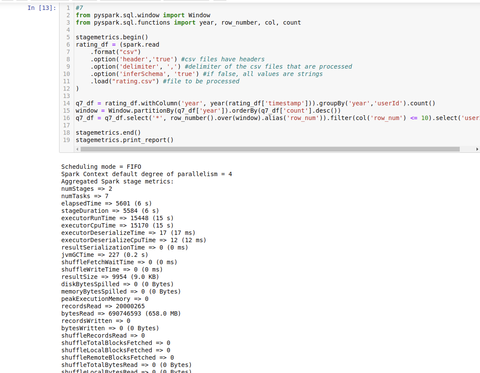 In [13]:
1 #7
2 from pyspark.sql.window import Window
3 from pyspark.sql.functions import year, row_number, col, count
4
5 stagemetrics.begin()
6 rating_df = (spark.read
7 .format("csv")
8 .option('header','true') #csv files have headers
9 .option('delimiter', ',') #delimiter of the csv files that are processed
10 .option('inferSchema', 'true') #if false, all values are strings
11 .load("rating.csv") #file to be processed
12 )
13
14 q7_df = rating_df.withColumn('year', year(rating_df['timestamp'])).groupBy('year','userId').count()
15 window = Window.partitionBy(q7_df['year']).orderBy(q7_df['count'].desc())
16 q7_df = q7_df.select('*', row_number().over(window).alias('row_num')).filter(col('row_num') <= 10).select('user
17
18 stagemetrics.end()
19 stagemetrics.print_report()
Scheduling mode = FIFO
Spark Context default degree of parallelism = 4
Aggregated Spark stage metrics:
numStages => 2
numTasks => 7
elapsedTime => 5601 (6 s)
stageDuration => 5584 (6 s)
executorRunTime => 15448 (15 s)
executorCpuTime => 15170 (15 s)
executorDeserializeTime => 17 (17 ms)
executorDeserializeCpuTime => 12 (12 ms)
resultSerializationTime => 0 (0 ms)
jvmGCTime => 227 (0.2 s)
shuffleFetchWaitTime => 0 (0 ms)
shuffleWriteTime => 0 (0 ms)
resultSize => 9954 (9.0 KB)
diskBytesSpilled => 0 (0 Bytes)
memoryBytesSpilled => 0 (0 Bytes)
peakExecutionMemory => 0
recordsRead => 20000265
bytesRead => 690746593 (658.0 MB)
recordsWritten => 0
bytesWritten => 0 (0 Bytes)
shuffleRecordsRead => 0
shuffleTotalBlocksFetched => 0
shuffleLocalBlocksFetched => 0
shuffleRemoteBlocksFetched => 0
shuffleTotalBytesRead => 0 (0 Bytes)
shuffleLocalBytesRead => 0 (0 Bytes)